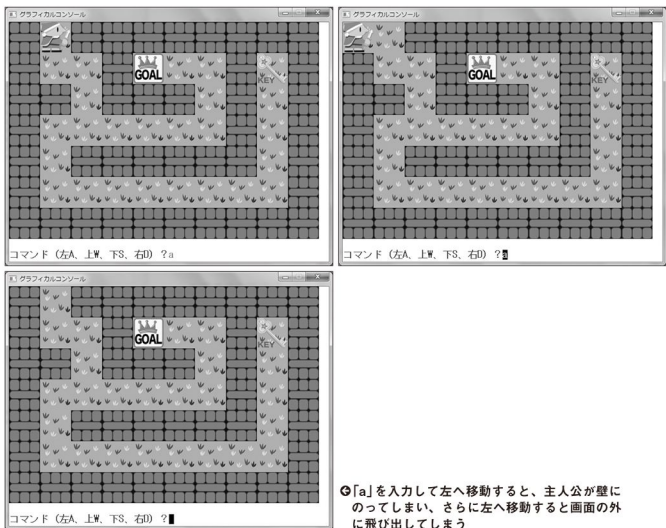 グラフィカルコンソール
GOAL
KEY
コマンド (左A、上W、下S、右D) ?a
グラフィカルコンソール
GOAL
KEY
コマンド (左A、上W、下S、右D) ?a
グラフィカルコンソール
GOAL
KEY
コマンド (左A、上W、下S、右D) ?
「a」を入力して左へ移動すると、主人公が壁に
のってしまい、さらに左へ移動すると画面の外
に飛び出してしまう